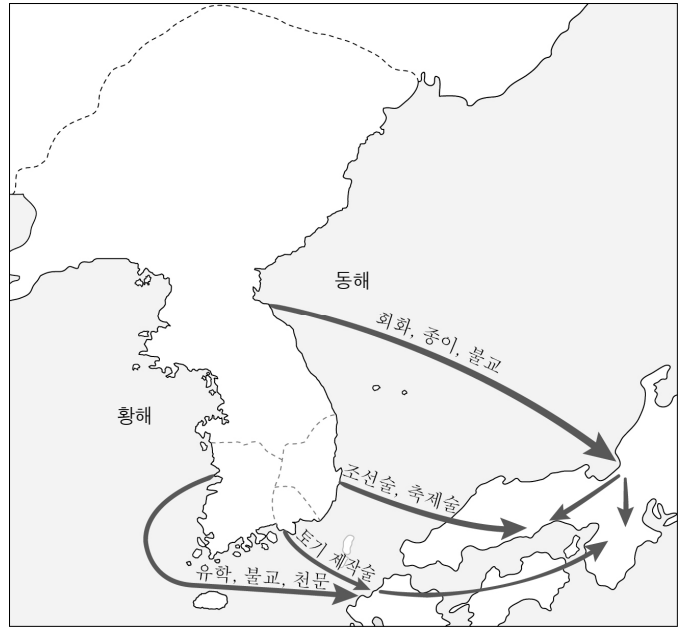 동해
회화, 종이, 불교
황해
조선술, 축제술
토기 제작술
유학, 불교, 천문